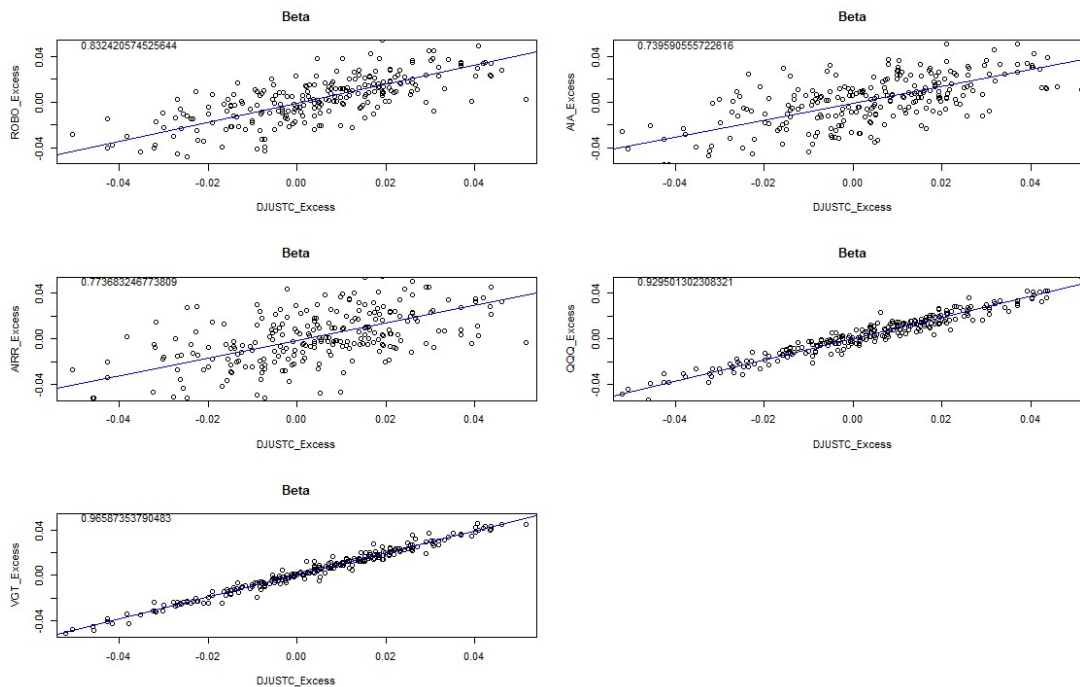 Beta
0.832420574525644
ROBO_Excess
0.04
0.00
-0.04
-0.04 -0.02 0.00 0.02 0.04
DJUSTC_Excess
Beta
0.739590555722616
AIA_Excess
0.04
0.00
-0.04
-0.04 -0.02 0.00 0.02 0.04
DJUSTC_Excess
Beta
0.773683246773809
AIRR_Excess
0.04
0.00
-0.04
-0.04 -0.02 0.00 0.02 0.04
DJUSTC_Excess
Beta
0.929501302308321
QQQ_Excess
0.04
0.00
-0.04
-0.04 -0.02 0.00 0.02 0.04
DJUSTC_Excess
Beta
0.96587353790483
VGT_Excess
0.04
0.00
-0.04
-0.04 -0.02 0.00 0.02 0.04
DJUSTC_Excess